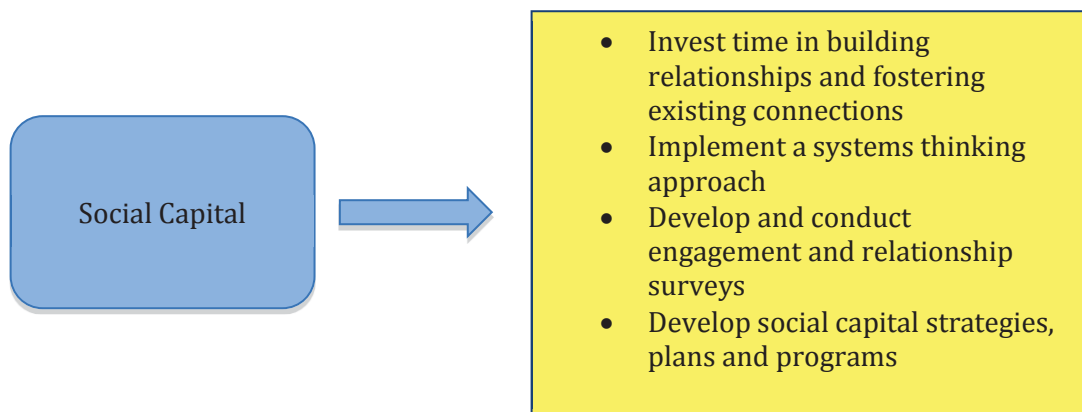 Social Capital
• Invest time in building
relationships and fostering
existing connections
• Implement a systems thinking
approach
• Develop and conduct
engagement and relationship
surveys
• Develop social capital strategies,
plans and programs